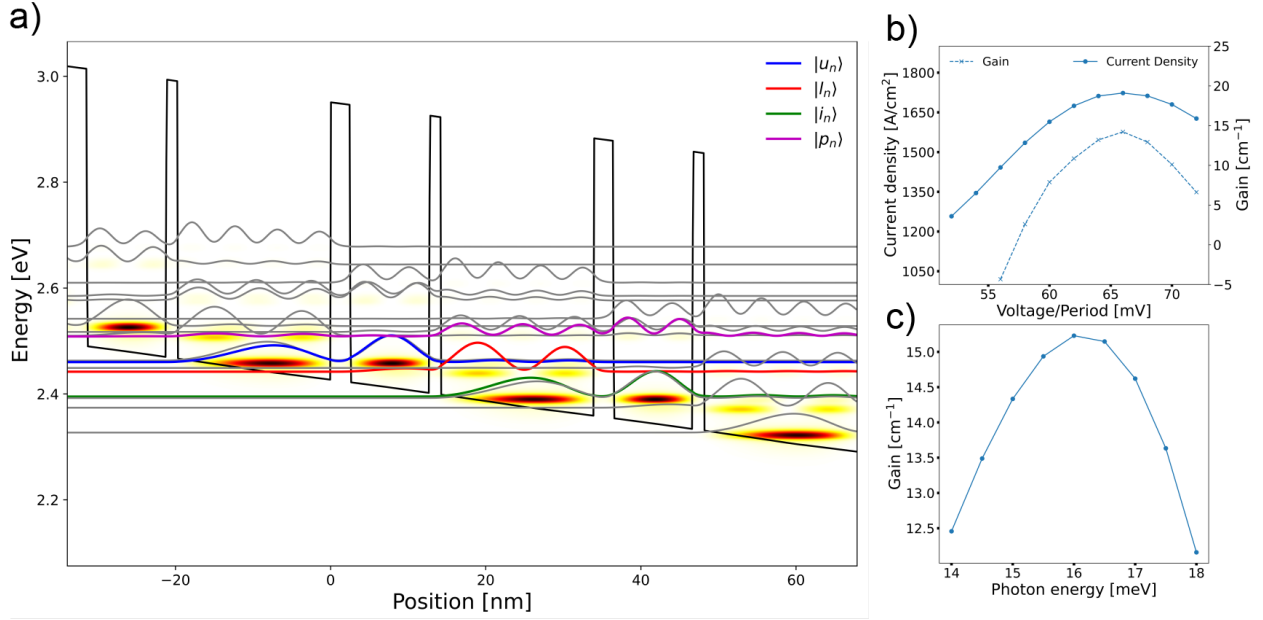 a)
|u_n⟩
|l_n⟩
|i_n⟩
|p_n⟩
3.0
2.8
2.6
2.4
2.2
Energy [eV]
−20
0
20
40
60
Position [nm]
b)
Gain
Current Density
1800
1650
1500
1350
1200
1050
Current density [A/cm²]
25
20
15
10
5
0
−5
Gain [cm⁻¹]
55
60
65
70
Voltage/Period [mV]
c)
15.0
14.5
14.0
13.5
13.0
12.5
Gain [cm⁻¹]
14
15
16
17
18
Photon energy [meV]